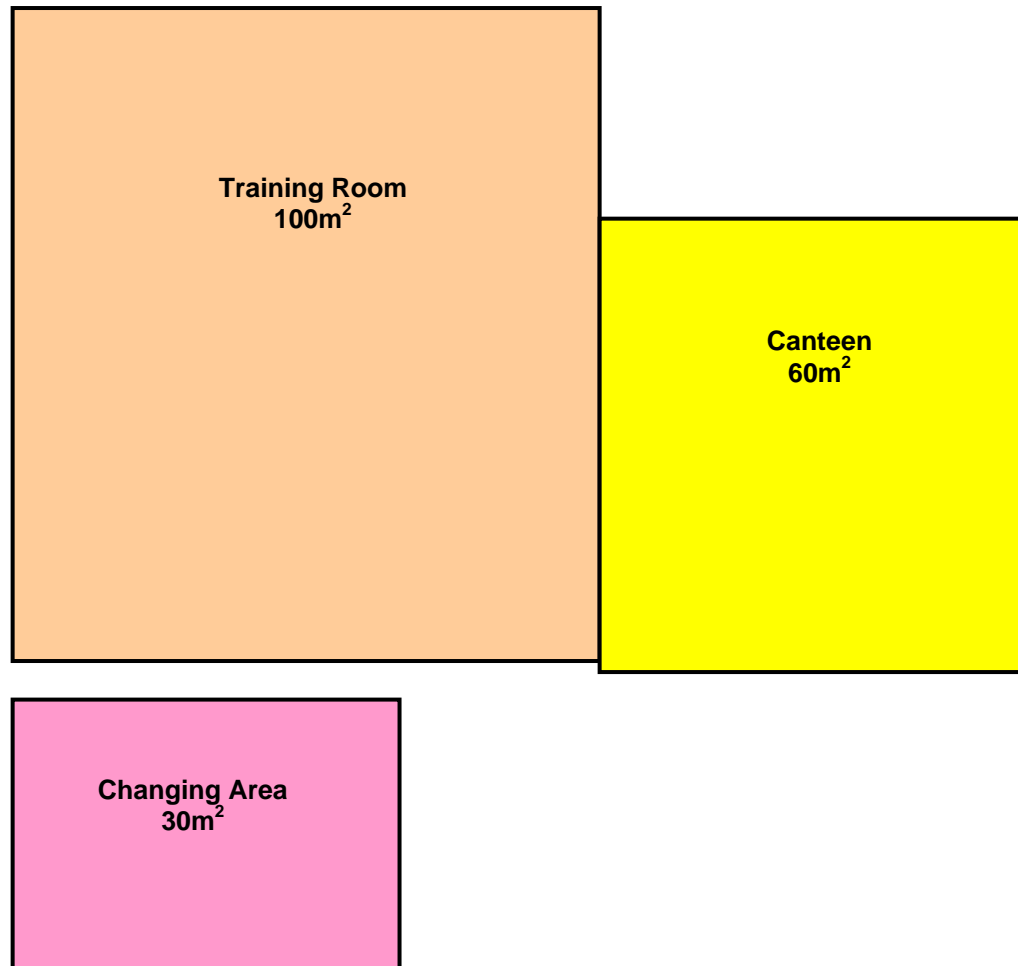 Training Room
100m²
Canteen
60m²
Changing Area
30m²